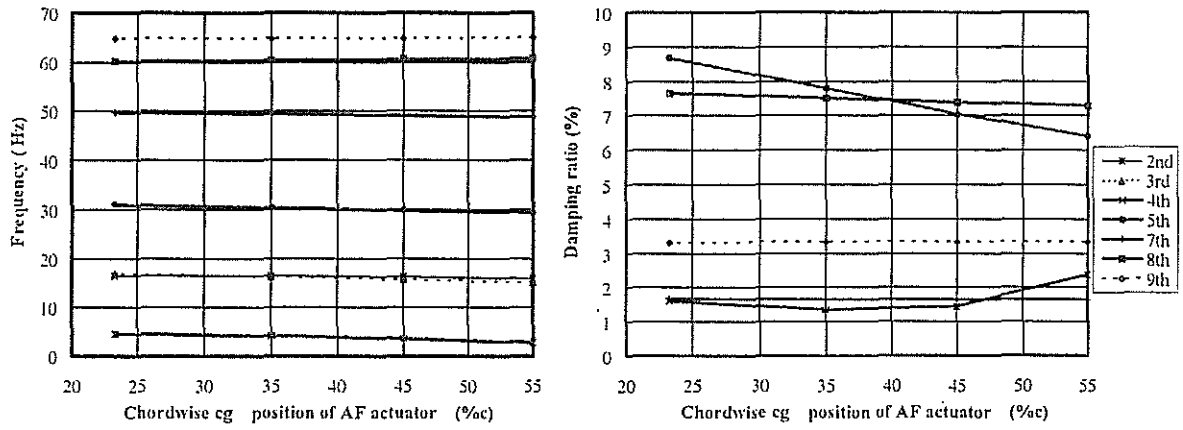 70
60
50
40
30
20
10
0
Frequency (Hz)
20 25 30 35 40 45 50 55
Chordwise cg position of AF actuator (%c)
10
9
8
7
6
5
4
3
2
1
0
Damping ratio (%)
20 25 30 35 40 45 50 55
Chordwise cg position of AF actuator (%c)
2nd
3rd
4th
5th
7th
8th
9th